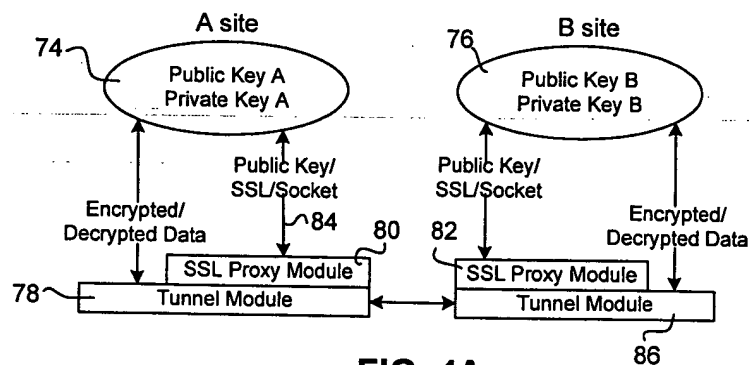 A site
B site
74
76
Public Key A
Private Key A
Public Key B
Private Key B
Public Key/
SSL/Socket
Public Key/
SSL/Socket
Encrypted/
Decrypted Data
84
Encrypted/
Decrypted Data
80
82
SSL Proxy Module
SSL Proxy Module
78
Tunnel Module
Tunnel Module
86
FIG. 4A